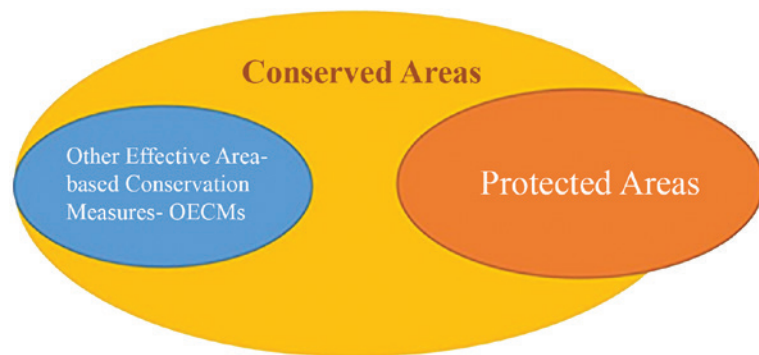 Conserved Areas
Other Effective Area-
based Conservation
Measures- OECMs
Protected Areas